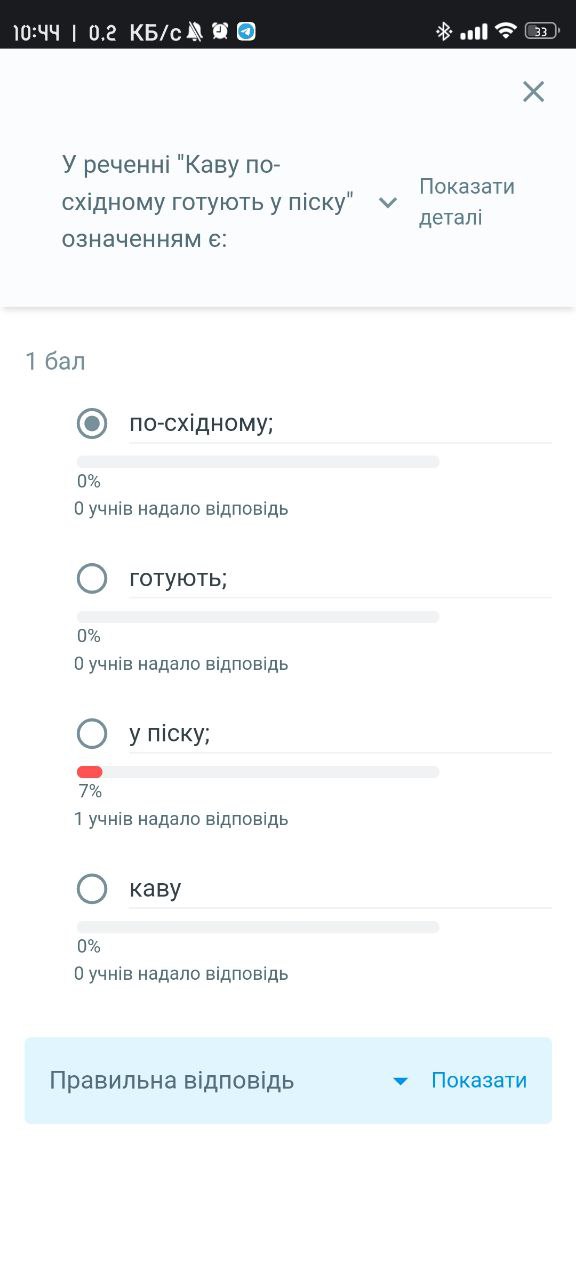 10:44 | 0.2 КБ/с 33
У реченні "Каву по-
східному готують у піску"
означенням є:
Показати
деталі
1 бал
по-східному;
0%
0 учнів надало відповідь
готують;
0%
0 учнів надало відповідь
у піску;
7%
1 учнів надало відповідь
каву
0%
0 учнів надало відповідь
Правильна відповідь Показати